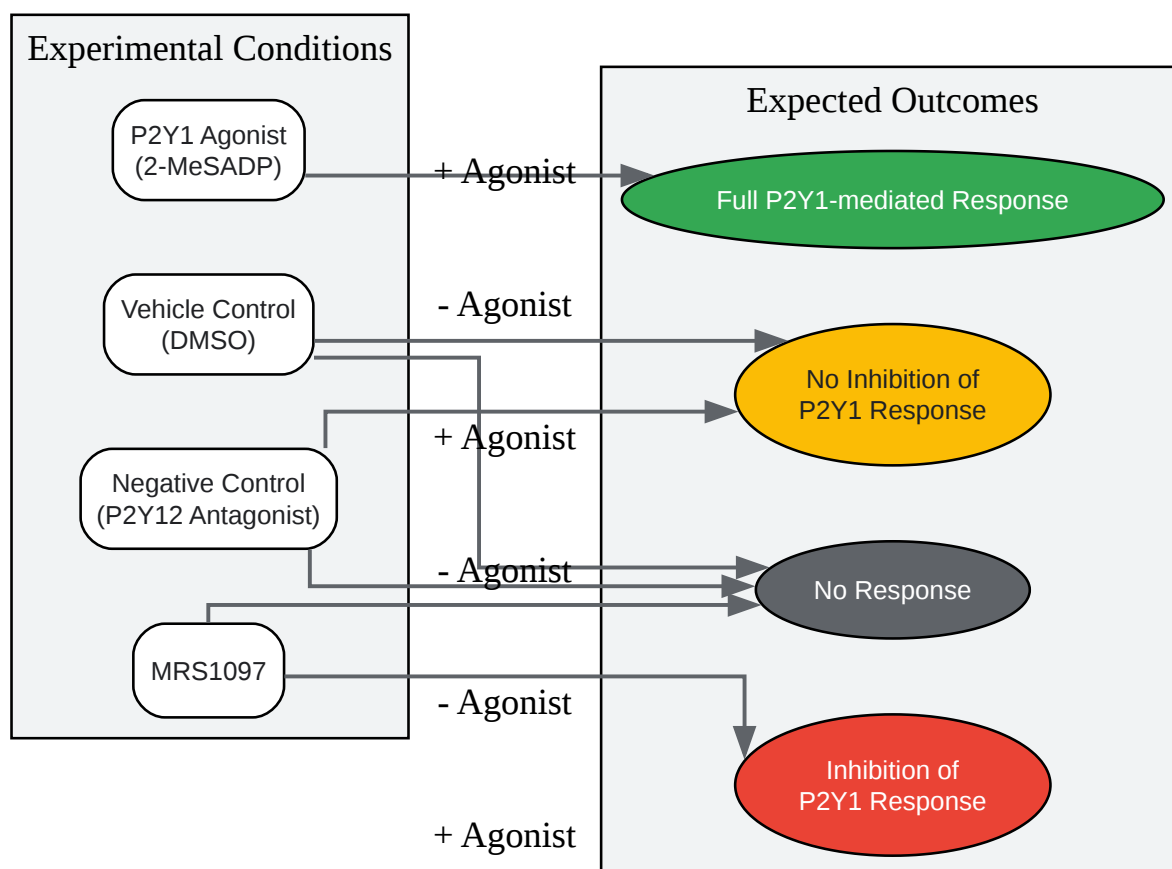 Experimental Conditions
P2Y1 Agonist
(2-MeSADP)
Vehicle Control
(DMSO)
Negative Control
(P2Y12 Antagonist)
MRS1097
+ Agonist
- Agonist
+ Agonist
- Agonist
- Agonist
+ Agonist
Expected Outcomes
Full P2Y1-mediated Response
No Inhibition of
P2Y1 Response
No Response
Inhibition of
P2Y1 Response